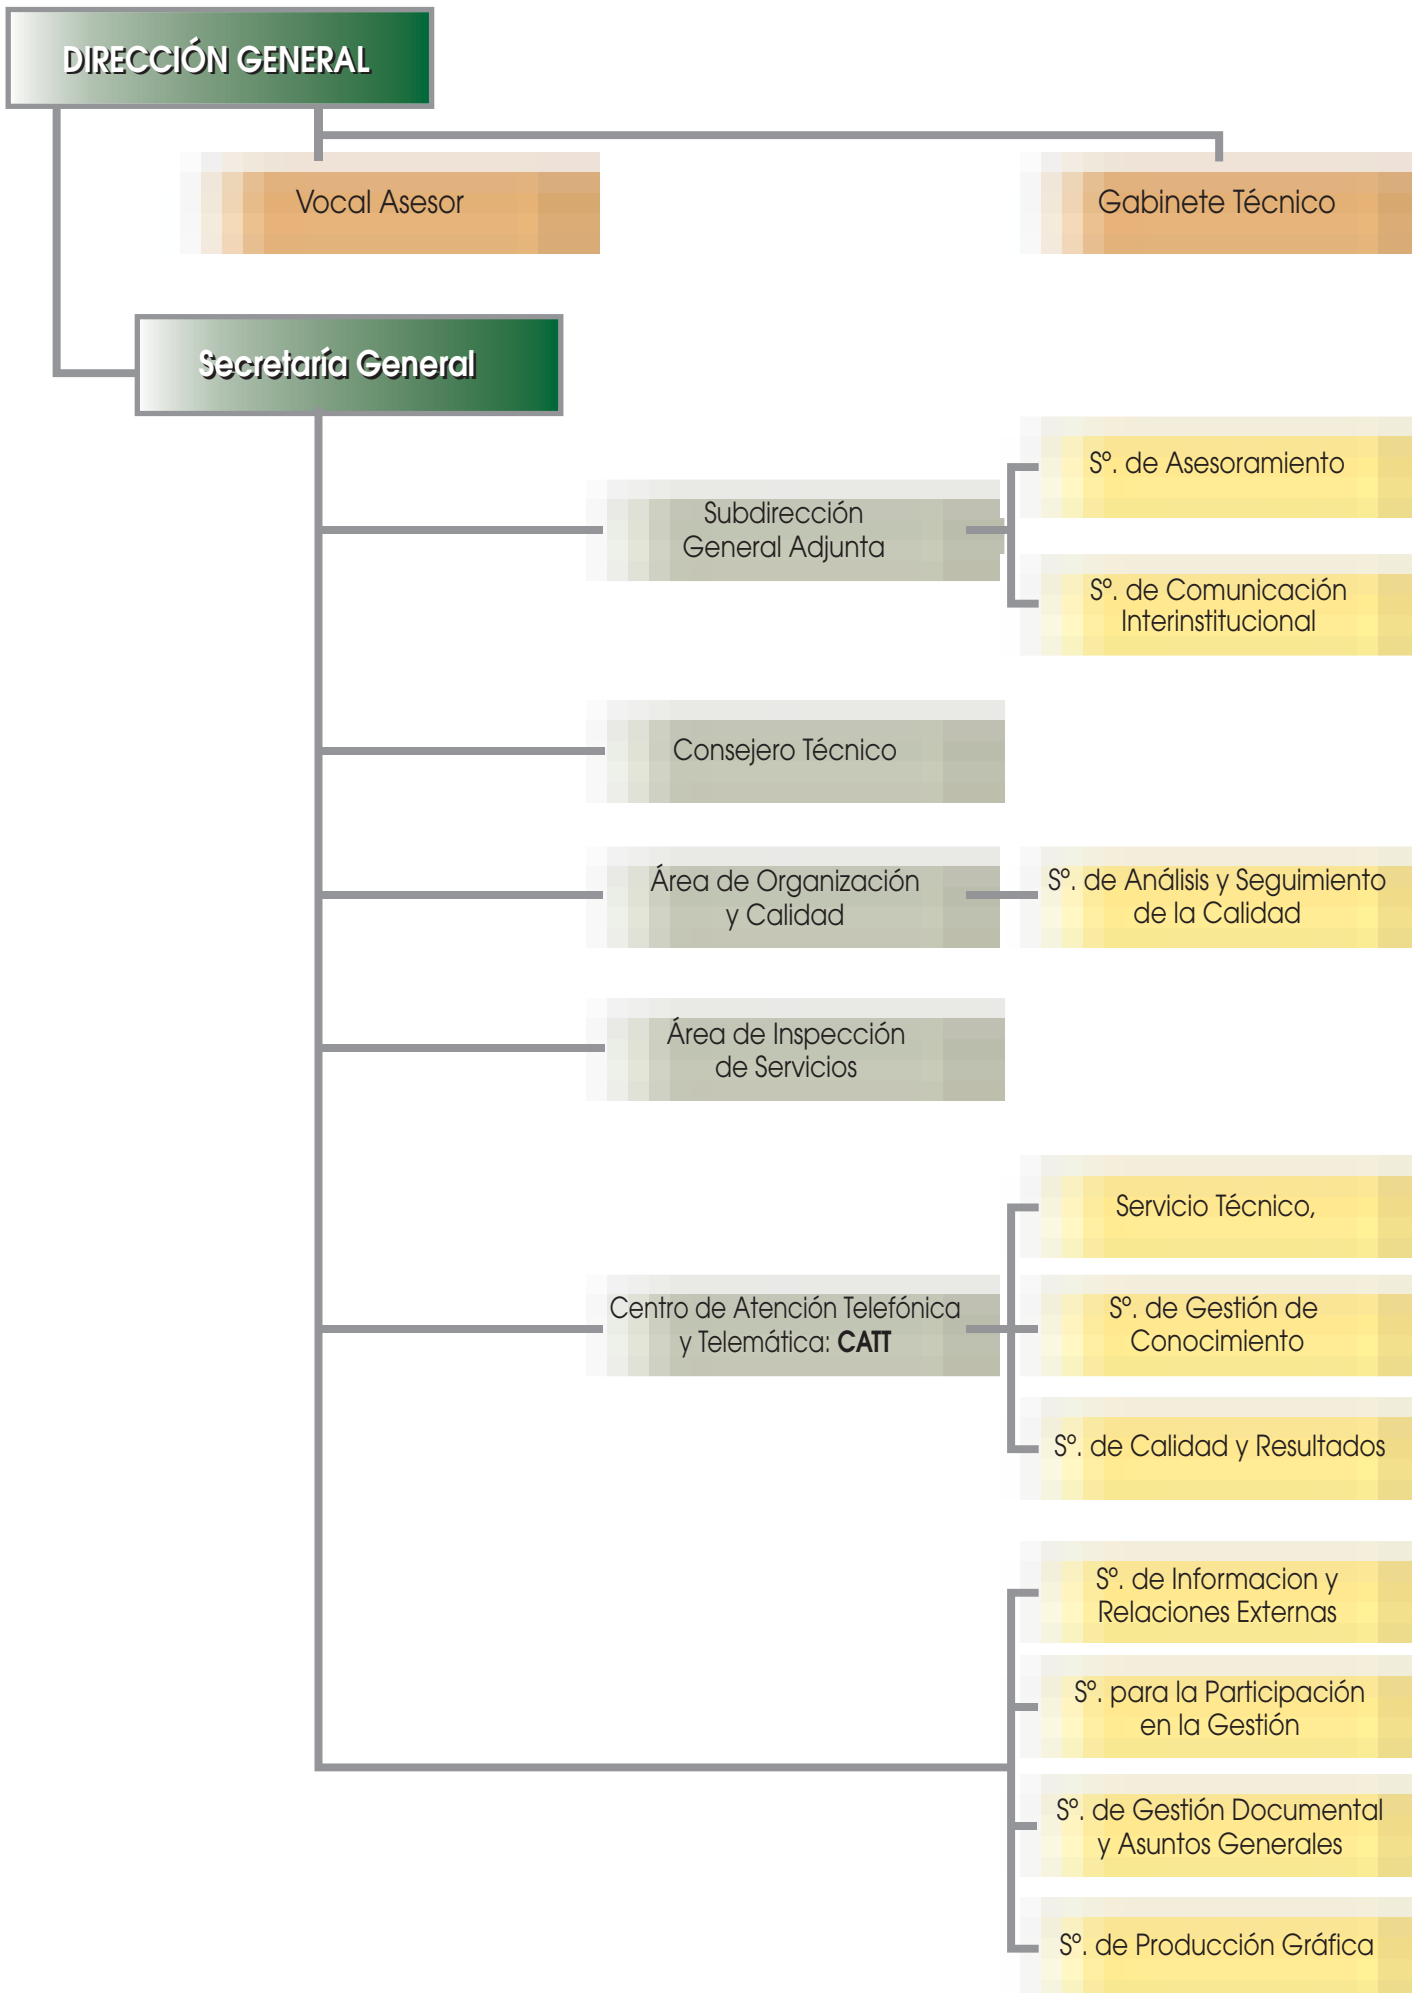 DIRECCIÓN GENERAL
Vocal Asesor
Gabinete Técnico
Secretaría General
Subdirección
General Adjunta
Sº. de Asesoramiento
Sº. de Comunicación
Interinstitucional
Consejero Técnico
Área de Organización
y Calidad
Sº. de Análisis y Seguimiento
de la Calidad
Área de Inspección
de Servicios
Centro de Atención Telefónica
y Telemática: CATT
Servicio Técnico,
Sº. de Gestión de
Conocimiento
Sº. de Calidad y Resultados
Sº. de Informacion y
Relaciones Externas
Sº. para la Participación
en la Gestión
Sº. de Gestión Documental
y Asuntos Generales
Sº. de Producción Gráfica